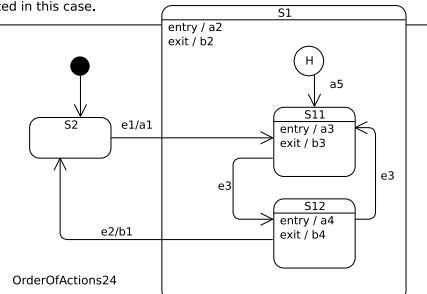 ed in this case.
S1
entry / a2
exit / b2
H
a5
S2
e1/a1
S11
entry / a3
exit / b3
e3
e3
S12
entry / a4
exit / b4
e2/b1
OrderOfActions24